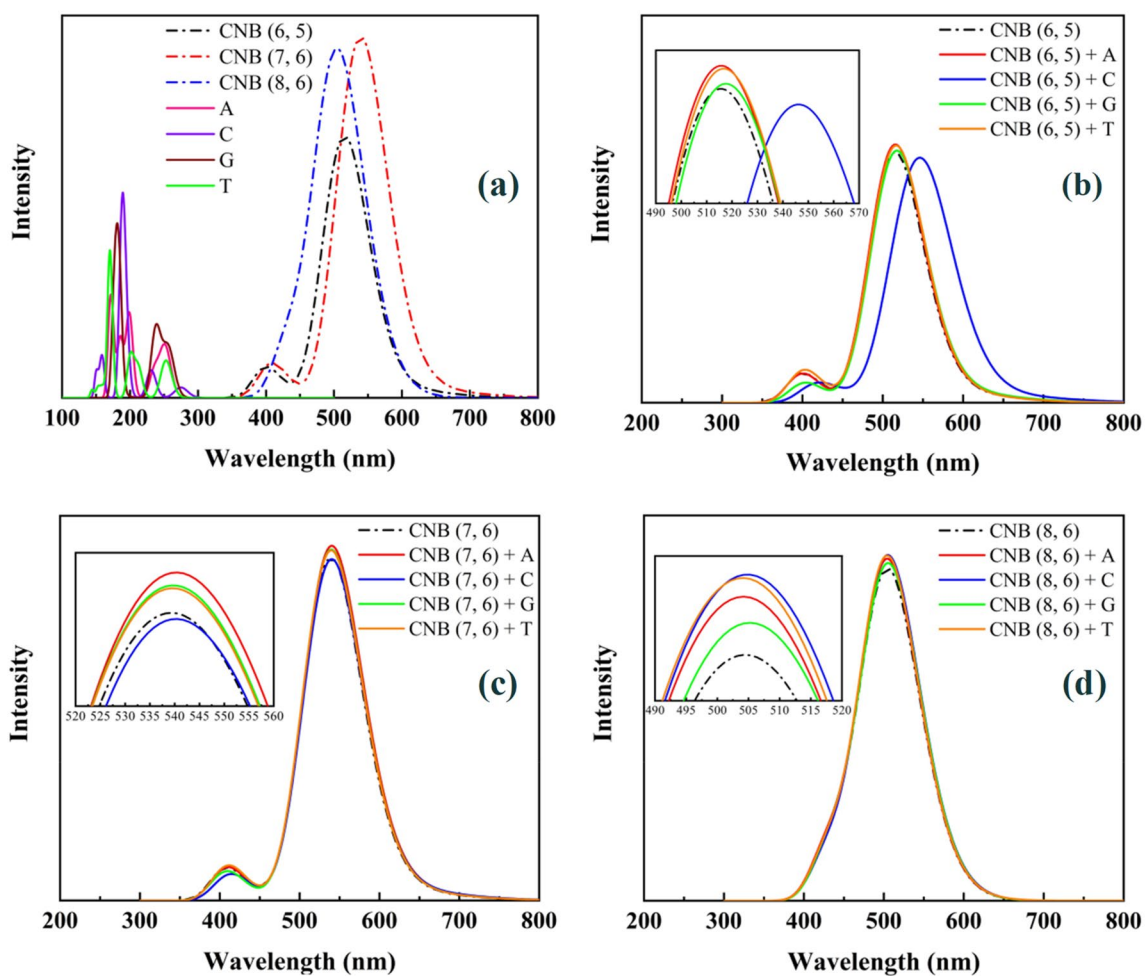 CNB (6, 5)
CNB (7, 6)
CNB (8, 6)
A
C
G
T
(a)
Intensity
100 200 300 400 500 600 700 800
Wavelength (nm)
CNB (6, 5)
CNB (6, 5) + A
CNB (6, 5) + C
CNB (6, 5) + G
CNB (6, 5) + T
490 500 510 520 530 540 550 560 570
(b)
Intensity
200 300 400 500 600 700 800
Wavelength (nm)
CNB (7, 6)
CNB (7, 6) + A
CNB (7, 6) + C
CNB (7, 6) + G
CNB (7, 6) + T
520 525 530 535 540 545 550 555 560
(c)
Intensity
200 300 400 500 600 700 800
Wavelength (nm)
CNB (8, 6)
CNB (8, 6) + A
CNB (8, 6) + C
CNB (8, 6) + G
CNB (8, 6) + T
490 495 500 505 510 515 520
(d)
Intensity
200 300 400 500 600 700 800
Wavelength (nm)